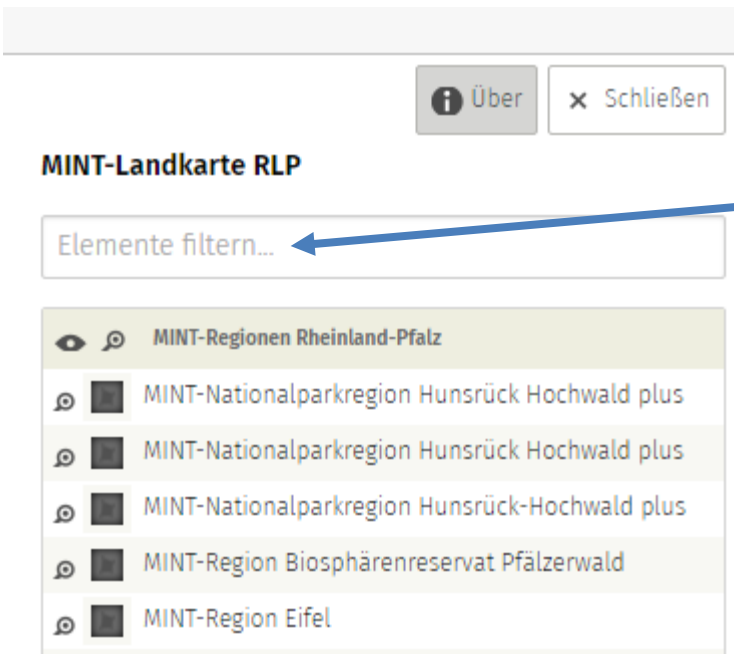 Über
Schließen
MINT-Landkarte RLP
Elemente filtern...
MINT-Regionen Rheinland-Pfalz
MINT-Nationalparkregion Hunsrück Hochwald plus
MINT-Nationalparkregion Hunsrück Hochwald plus
MINT-Nationalparkregion Hunsrück-Hochwald plus
MINT-Region Biosphärenreservat Pfälzerwald
MINT-Region Eifel